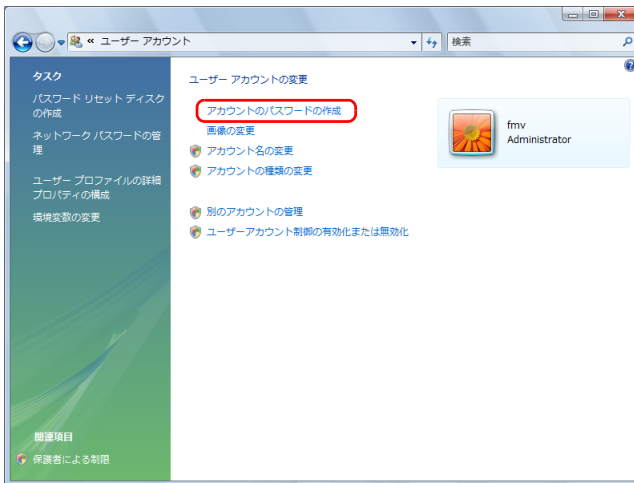 « ユーザー アカウント
検索
タスク
パスワード リセット ディスク
の作成
ネットワーク パスワードの管
理
ユーザー プロファイルの詳細
プロパティの構成
環境変数の変更
関連項目
保護者による制限
ユーザー アカウントの変更
アカウントのパスワードの作成
画像の変更
アカウント名の変更
アカウントの種類の変更
別のアカウントの管理
ユーザーアカウント制御の有効化または無効化
fmv
Administrator